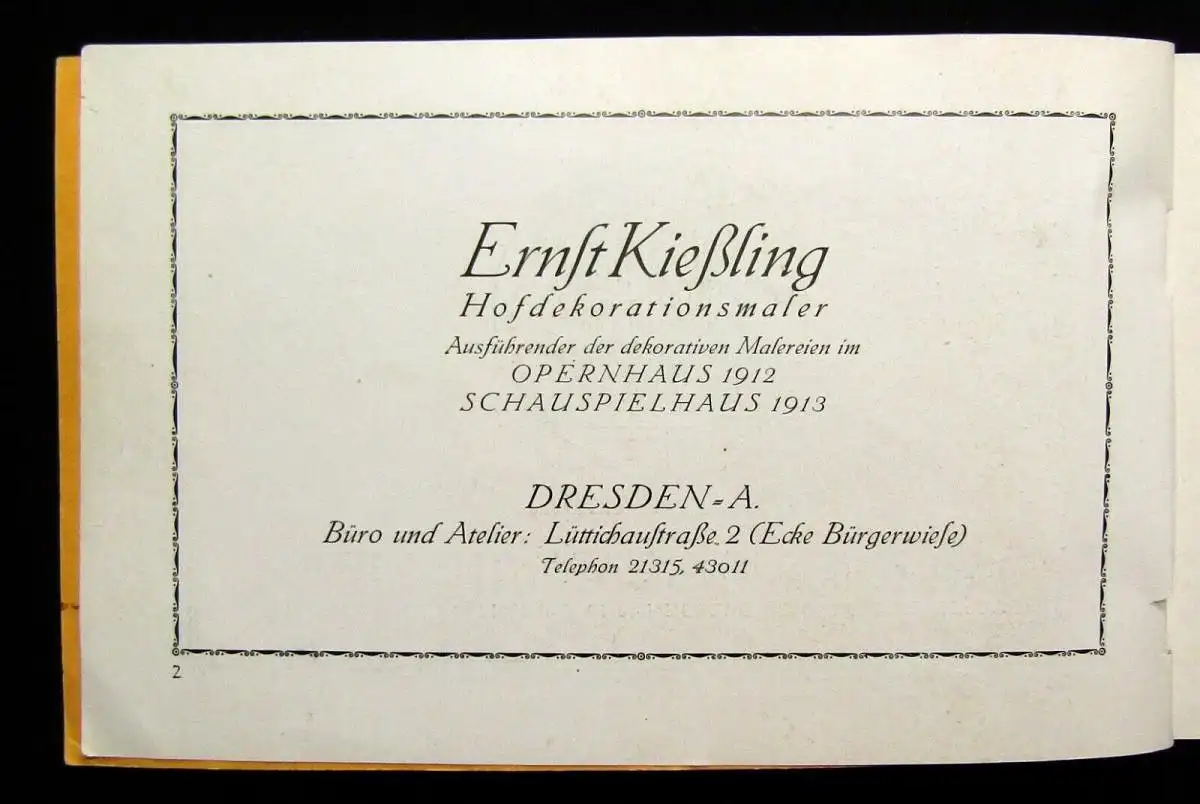 Ernſt Kießling
Hofdekorationsmaler
Ausführender der dekorativen Malereien im
OPERNHAUS 1912
SCHAUSPIELHAUS 1913
DRESDEN=A.
Büro und Atelier: Lüttichauſtraße 2 (Ecke Bürgerwieſe)
Telephon 21315, 43011
2